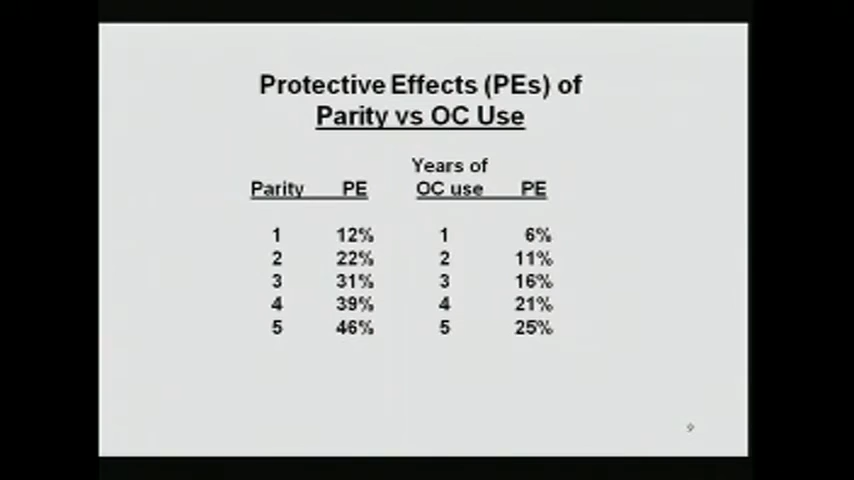 Protective Effects (PEs) of
Parity vs OC Use
Years of
Parity PE OC use PE
1 12% 1 6%
2 22% 2 11%
3 31% 3 16%
4 39% 4 21%
5 46% 5 25%
9